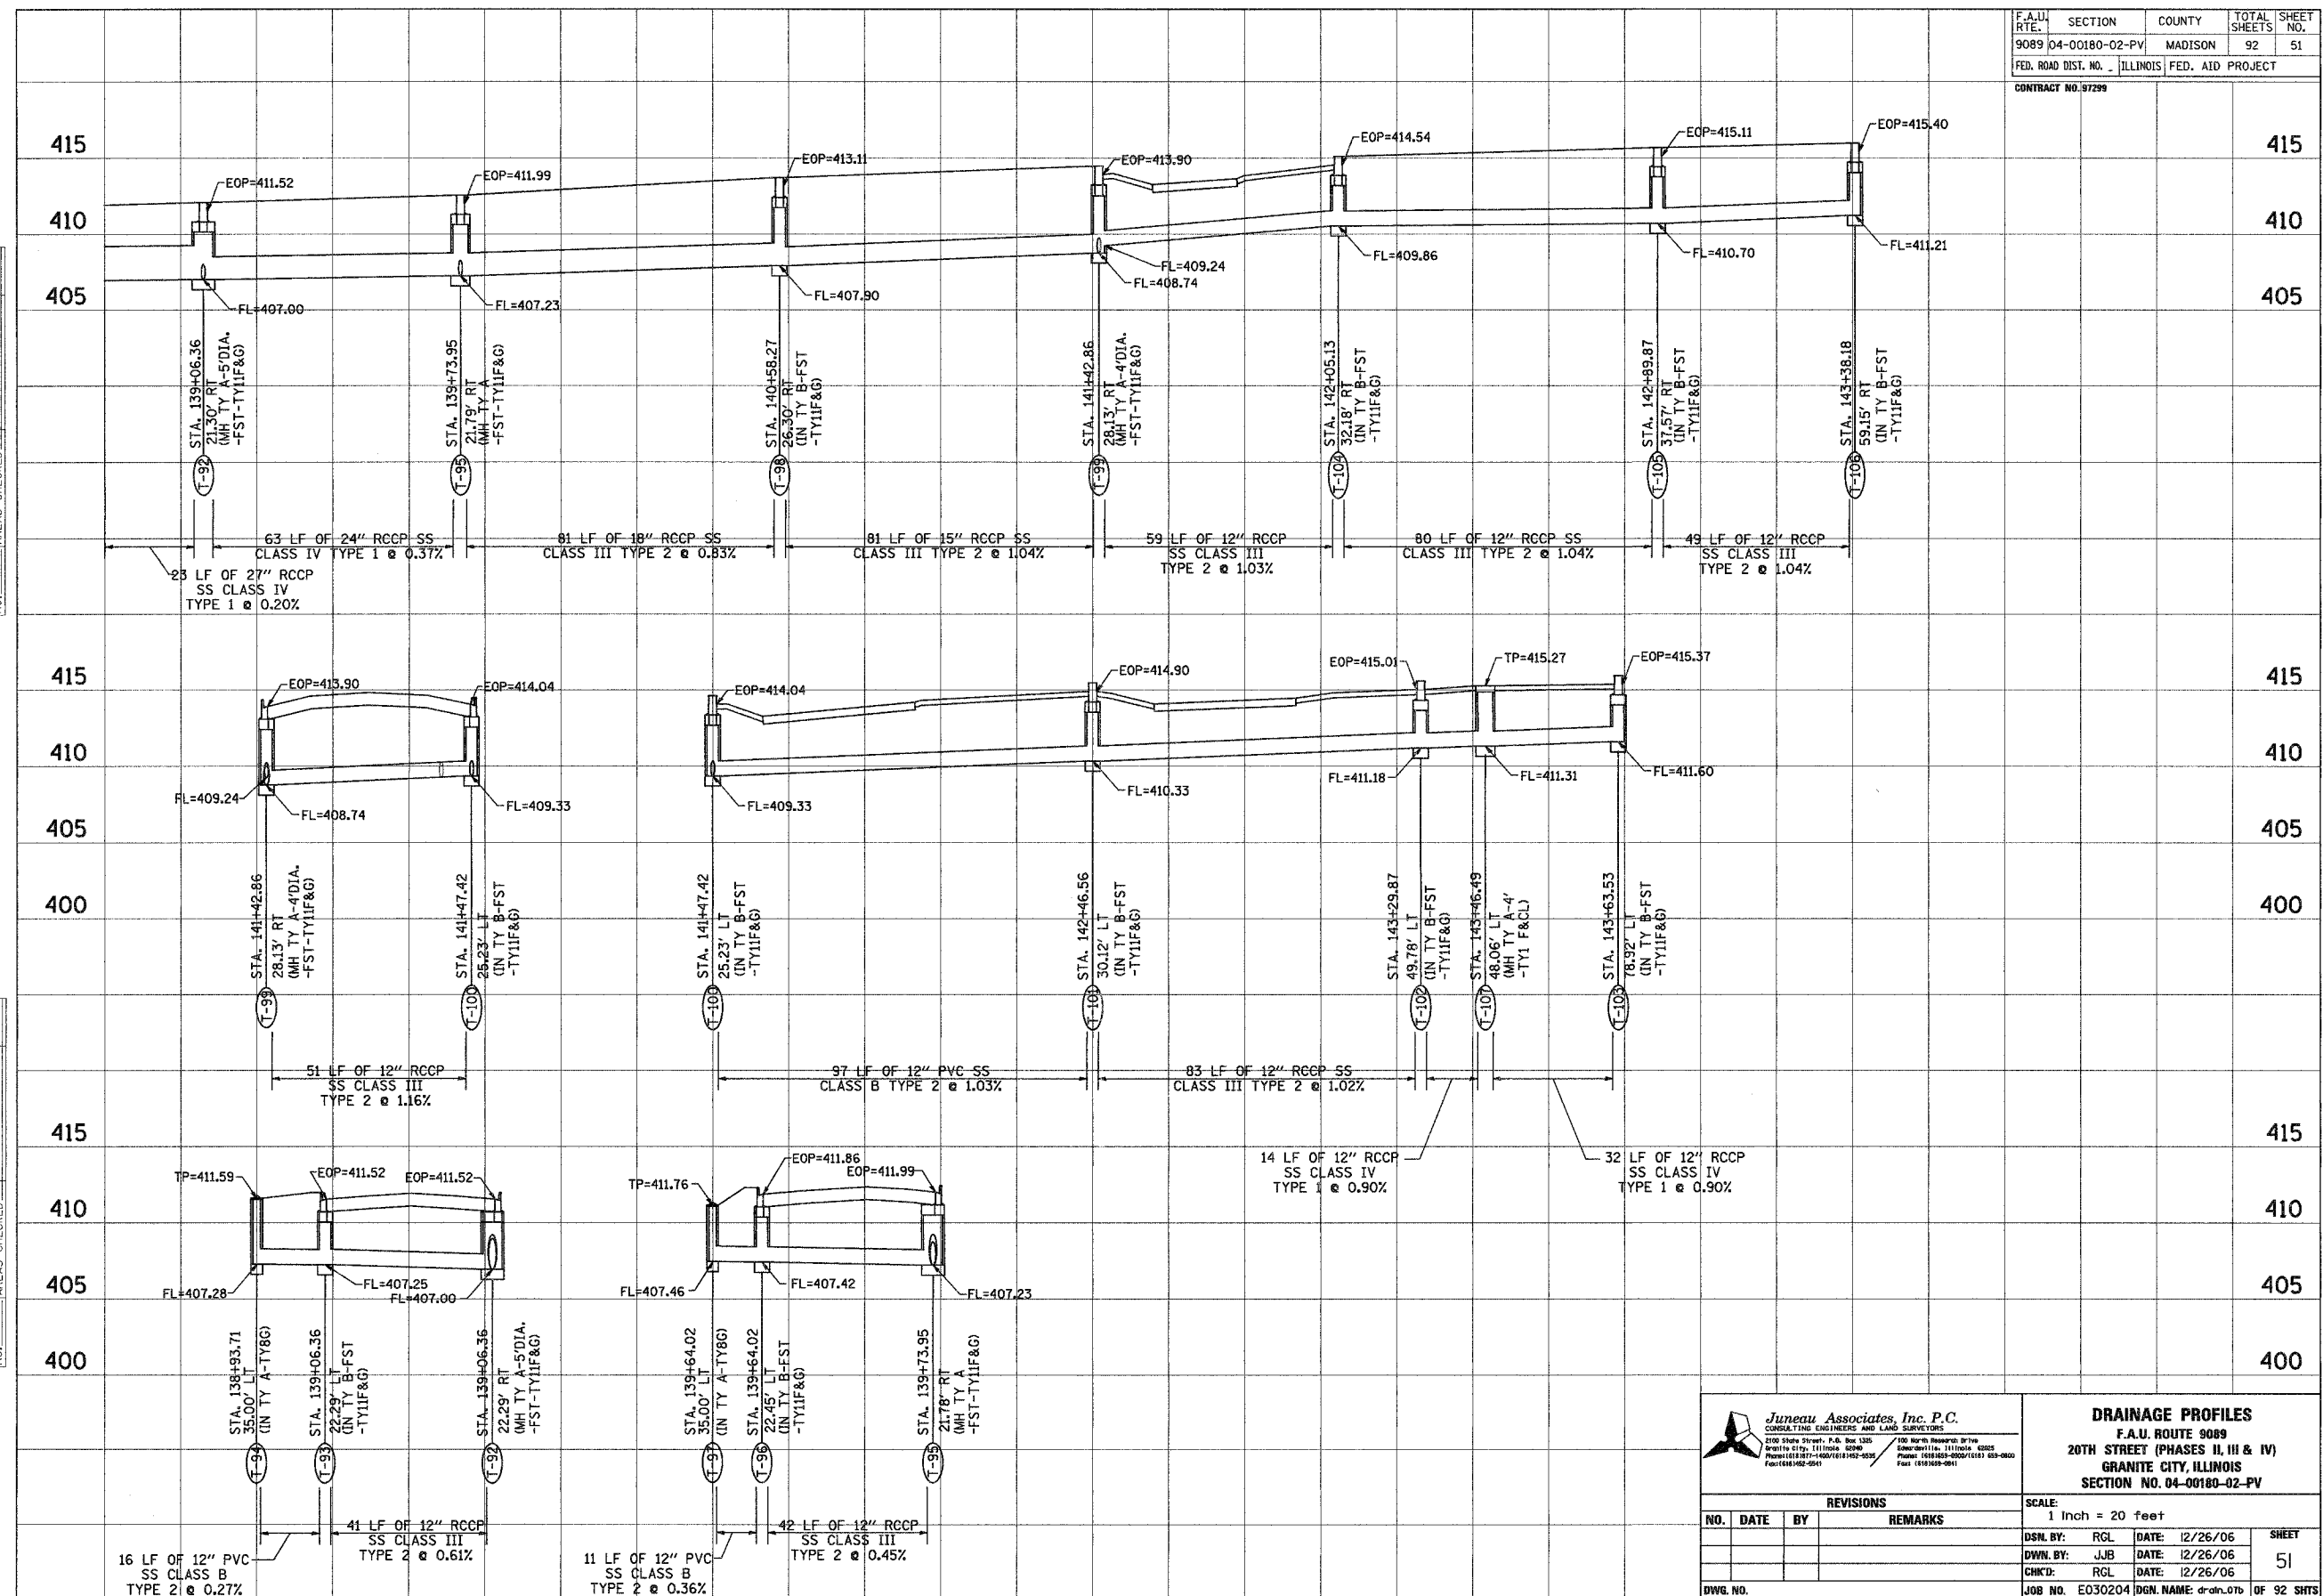 F.A.U. RTE. SECTION COUNTY TOTAL SHEETS SHEET NO.
9089 04-00180-02-PV MADISON 92 51
FED. ROAD DIST. NO. _ ILLINOIS FED. AID PROJECT
CONTRACT NO. 97299
415 415
410 410
405 405
EOP=411.52
EOP=411.99
EOP=413.11
EOP=413.90
EOP=414.54
EOP=415.11
EOP=415.40
FL=407.00
FL=407.23
FL=407.90
FL=409.24
FL=408.74
FL=409.86
FL=410.70
FL=411.21
STA. 139+06.36
21.30' RT
(MH TY A-5'DIA.
-FST-TY11F&G)
T-92
STA. 139+73.95
21.79' RT
(MH TY A
-FST-TY11F&G)
T-95
STA. 140+58.27
26.30' RT
(IN TY B-FST
-TY11F&G)
T-98
STA. 141+42.86
28.13' RT
(MH TY A-4'DIA.
-FST-TY11F&G)
T-99
STA. 142+05.13
32.18' RT
(IN TY B-FST
-TY11F&G)
T-104
STA. 142+89.87
37.57' RT
(IN TY B-FST
-TY11F&G)
T-105
STA. 143+38.18
59.15' RT
(IN TY B-FST
-TY11F&G)
T-106
63 LF OF 24" RCCP SS
CLASS IV TYPE 1 @ 0.37%
81 LF OF 18" RCCP SS
CLASS III TYPE 2 @ 0.83%
81 LF OF 15" RCCP SS
CLASS III TYPE 2 @ 1.04%
59 LF OF 12" RCCP
SS CLASS III
TYPE 2 @ 1.03%
80 LF OF 12" RCCP SS
CLASS III TYPE 2 @ 1.04%
49 LF OF 12" RCCP
SS CLASS III
TYPE 2 @ 1.04%
23 LF OF 27" RCCP
SS CLASS IV
TYPE 1 @ 0.20%
415 415
410 410
405 405
400 400
EOP=413.90
EOP=414.04
EOP=414.04
EOP=414.90
EOP=415.01
TP=415.27
EOP=415.37
FL=409.24
FL=408.74
FL=409.33
FL=409.33
FL=410.33
FL=411.18
FL=411.31
FL=411.60
STA. 141+42.86
28.13' RT
(MH TY A-4'DIA.
-FST-TY11F&G)
T-99
STA. 141+47.42
25.23' LT
(IN TY B-FST
-TY11F&G)
T-100
STA. 141+47.42
25.23' LT
(IN TY B-FST
-TY11F&G)
T-100
STA. 142+46.56
30.12' LT
(IN TY B-FST
-TY11F&G)
T-101
STA. 143+29.87
49.78' LT
(IN TY B-FST
-TY11F&G)
T-102
STA. 143+46.49
48.06' LT
(MH TY A-4'
-TY1 F&CL)
T-107
STA. 143+63.53
78.92' LT
(IN TY B-FST
-TY11F&G)
T-103
51 LF OF 12" RCCP
SS CLASS III
TYPE 2 @ 1.16%
97 LF OF 12" PVC SS
CLASS B TYPE 2 @ 1.03%
83 LF OF 12" RCCP SS
CLASS III TYPE 2 @ 1.02%
14 LF OF 12" RCCP
SS CLASS IV
TYPE 1 @ 0.90%
32 LF OF 12" RCCP
SS CLASS IV
TYPE 1 @ 0.90%
415 415
410 410
405 405
400 400
TP=411.59
EOP=411.52
EOP=411.52
TP=411.76
EOP=411.86
EOP=411.99
FL=407.28
FL=407.25
FL=407.00
FL=407.46
FL=407.42
FL=407.23
STA. 138+93.71
35.00' LT
(IN TY A-TY8G)
T-94
STA. 139+06.36
22.29' LT
(IN TY B-FST
-TY11F&G)
T-93
STA. 139+06.36
22.29' RT
(MH TY A-5'DIA.
-FST-TY11F&G)
T-92
STA. 139+64.02
35.00' LT
(IN TY A-TY8G)
T-97
STA. 139+64.02
22.45' LT
(IN TY B-FST
-TY11F&G)
T-96
STA. 139+73.95
21.78' RT
(MH TY A
-FST-TY11F&G)
T-95
41 LF OF 12" RCCP
SS CLASS III
TYPE 2 @ 0.61%
16 LF OF 12" PVC
SS CLASS B
TYPE 2 @ 0.27%
42 LF OF 12" RCCP
SS CLASS III
TYPE 2 @ 0.45%
11 LF OF 12" PVC
SS CLASS B
TYPE 2 @ 0.36%
Juneau Associates, Inc. P.C.
CONSULTING ENGINEERS AND LAND SURVEYORS
2100 State Street, P.O. Box 1325
Granite City, Illinois 62040
100 North Research Drive
Edwardsville, Illinois 62025
DRAINAGE PROFILES
F.A.U. ROUTE 9089
20TH STREET (PHASES II, III & IV)
GRANITE CITY, ILLINOIS
SECTION NO. 04-00180-02-PV
REVISIONS
NO. DATE BY REMARKS
DWG. NO.
SCALE:
1 Inch = 20 feet
DSN. BY: RGL DATE: 12/26/06
DWN. BY: JJB DATE: 12/26/06
CHK'D: RGL DATE: 12/26/06
SHEET
51
JOB NO. E030204 DGN. NAME: drain_07b OF 92 SHTS